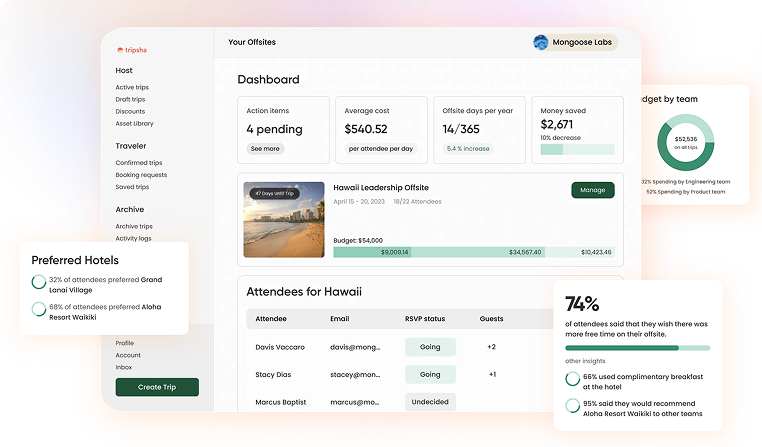 Your Offsites
Mongoose Labs
tripsha
Host
Active trips
Draft trips
Discounts
Asset Library
Traveler
Confirmed trips
Booking requests
Saved trips
Archive
Archive trips
Activity logs
Profile
Account
Inbox
Create Trip
Preferred Hotels
32% of attendees preferred Grand
Lanai Village
68% of attendees preferred Aloha
Resort Waikiki
Dashboard
Action items
4 pending
See more
Average cost
$540.52
per attendee per day
Offsite days per year
14/365
5.4 % increase
Money saved
$2,671
10% decrease
47 Days Until Trip
Hawaii Leadership Offsite
April 15 - 20, 2023 18/22 Attendees
Manage
Budget: $54,000
$9,009.14 $34,567.40 $10,423.46
Attendees for Hawaii
Attendee Email RSVP status Guests
Davis Vaccaro davis@mong... Going +2
Stacy Dias stacey@mon... Going +1
Marcus Baptist marcus@mo... Undecided
dget by team
$52,536
on all trips
32% Spending by Engineering team
52% Spending by Product team
74%
of attendees said that they wish there was
more free time on their offsite.
other insights
66% used complimentary breakfast
at the hotel
95% said they would recommend
Aloha Resort Waikiki to other teams